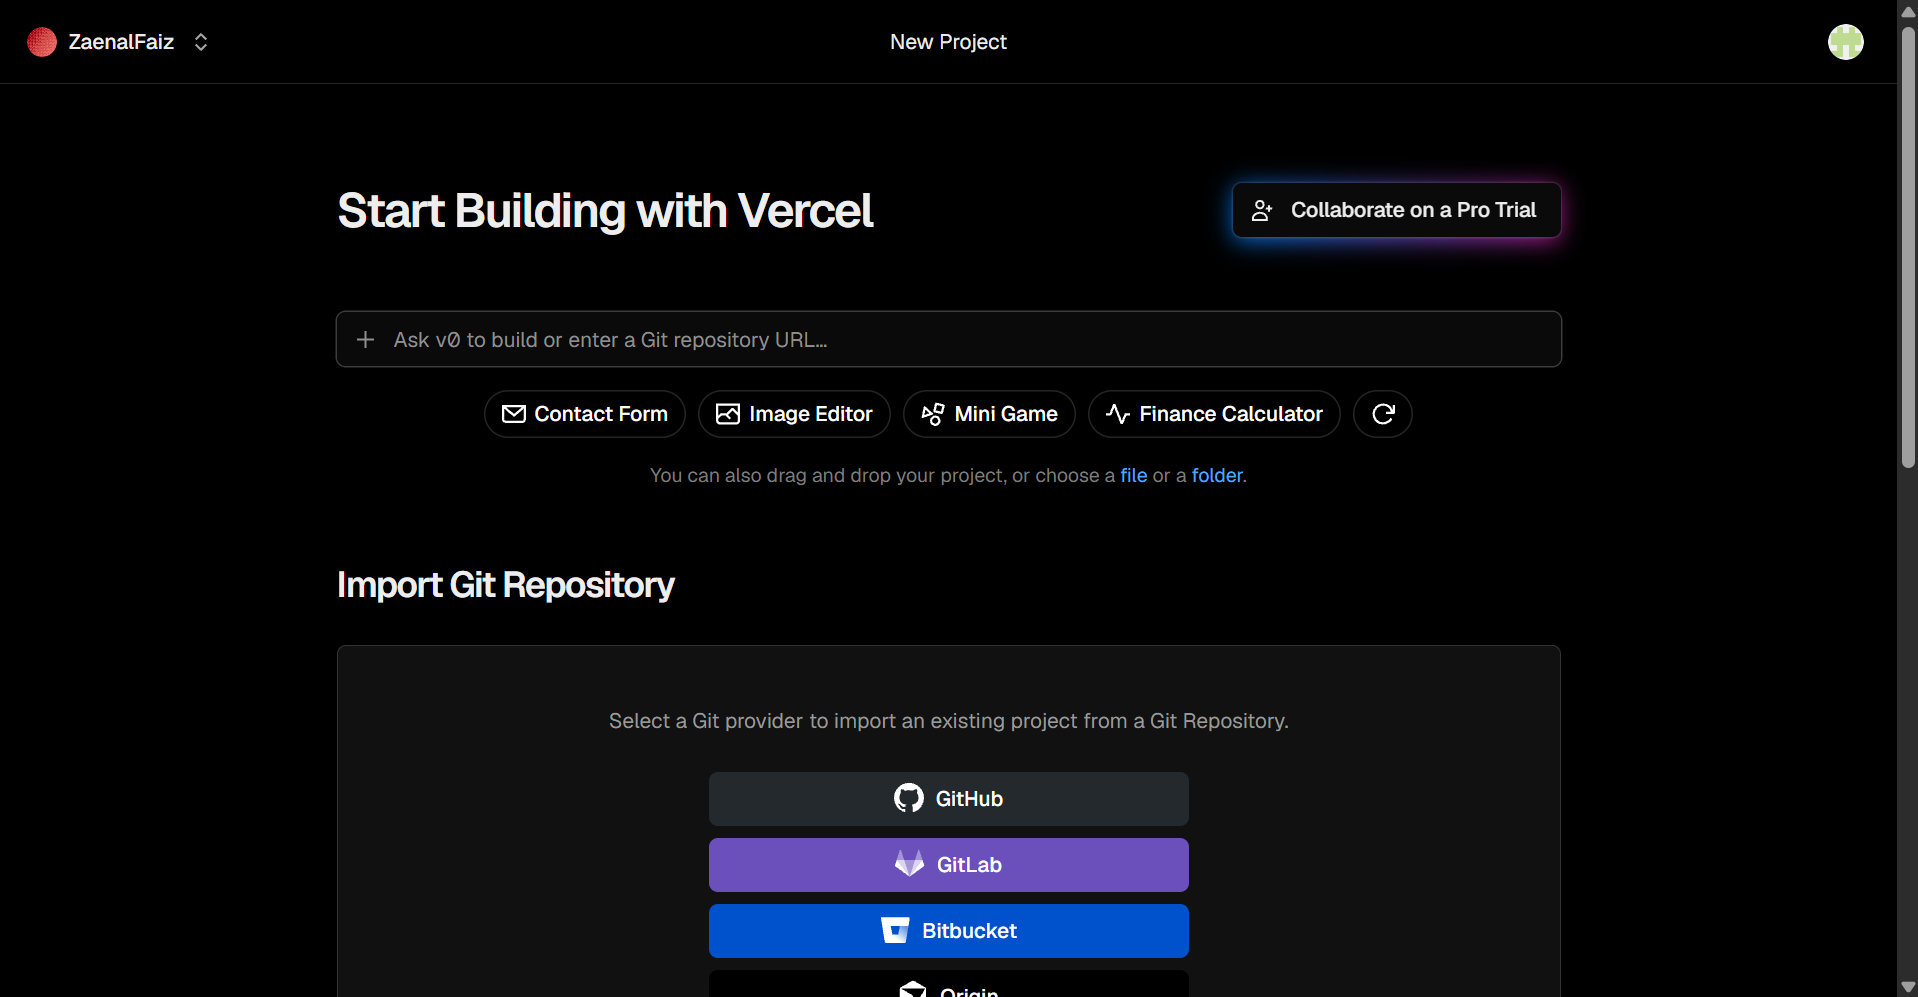 ZaenalFaiz
New Project
Start Building with Vercel
Collaborate on a Pro Trial
Ask v0 to build or enter a Git repository URL...
Contact Form
Image Editor
Mini Game
Finance Calculator
You can also drag and drop your project, or choose a file or a folder.
Import Git Repository
Select a Git provider to import an existing project from a Git Repository.
GitHub
GitLab
Bitbucket
Origin